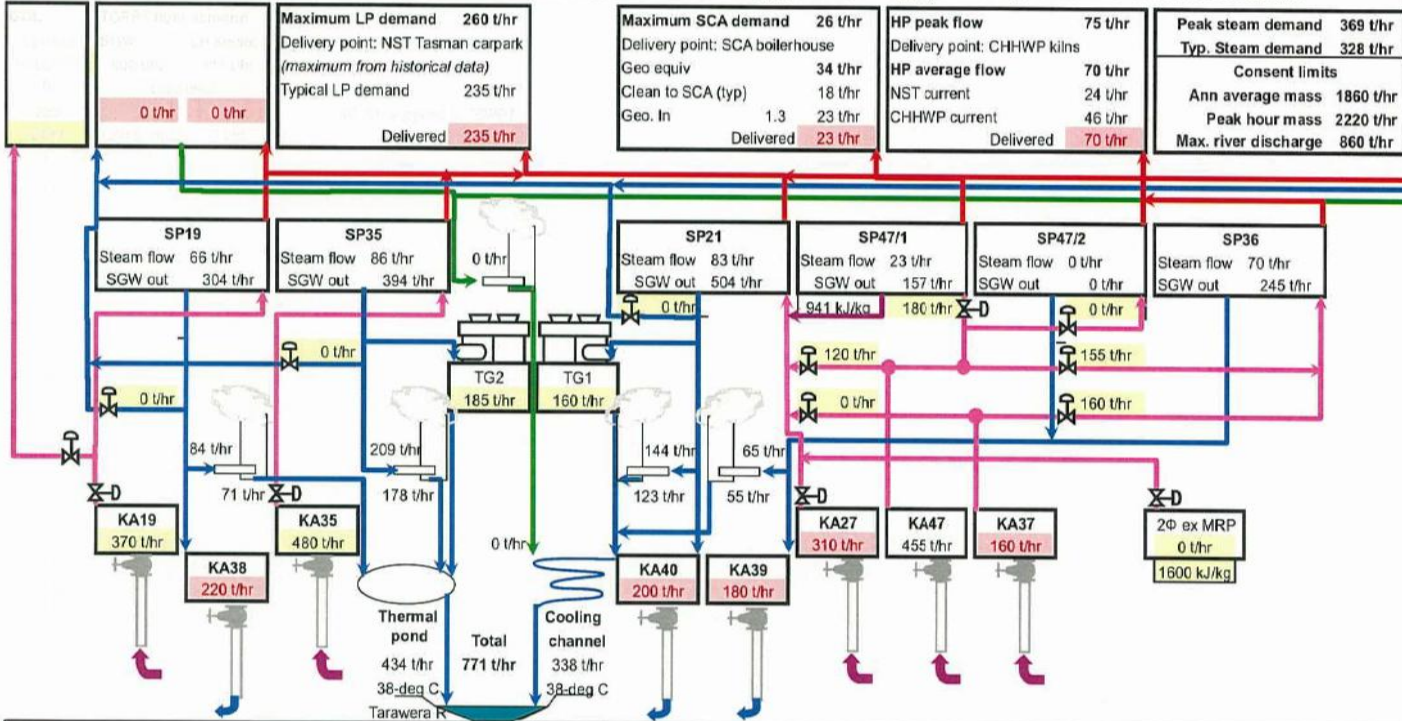 0 t/hr 0 t/hr
Maximum LP demand 260 t/hr
Delivery point: NST Tasman carpark
(maximum from historical data)
Typical LP demand 235 t/hr
Delivered 235 t/hr
Maximum SCA demand 26 t/hr
Delivery point: SCA boilerhouse
Geo equiv 34 t/hr
Clean to SCA (typ) 18 t/hr
Geo. In 1.3 23 t/hr
Delivered 23 t/hr
HP peak flow 75 t/hr
Delivery point: CHHWP kilns
HP average flow 70 t/hr
NST current 24 t/hr
CHHWP current 46 t/hr
Delivered 70 t/hr
Peak steam demand 369 t/hr
Typ. Steam demand 328 t/hr
Consent limits
Ann average mass 1860 t/hr
Peak hour mass 2220 t/hr
Max. river discharge 860 t/hr
SP19
Steam flow 66 t/hr
SGW out 304 t/hr
SP35
Steam flow 86 t/hr
SGW out 394 t/hr
0 t/hr
SP21
Steam flow 83 t/hr
SGW out 504 t/hr
SP47/1
Steam flow 23 t/hr
SGW out 157 t/hr
SP47/2
Steam flow 0 t/hr
SGW out 0 t/hr
SP36
Steam flow 70 t/hr
SGW out 245 t/hr
0 t/hr
941 kJ/kg 180 t/hr D
0 t/hr
0 t/hr
120 t/hr
155 t/hr
TG2
185 t/hr
TG1
160 t/hr
0 t/hr
0 t/hr
160 t/hr
84 t/hr
71 t/hr
209 t/hr
178 t/hr
144 t/hr
123 t/hr
65 t/hr
55 t/hr
D
D
D
D
KA19
370 t/hr
KA38
220 t/hr
KA35
480 t/hr
0 t/hr
KA40
200 t/hr
KA39
180 t/hr
KA27
310 t/hr
KA47
455 t/hr
KA37
160 t/hr
2Φ ex MRP
0 t/hr
1600 kJ/kg
Thermal
pond
434 t/hr
38-deg C
Total
771 t/hr
Cooling
channel
338 t/hr
38-deg C
Tarawera R